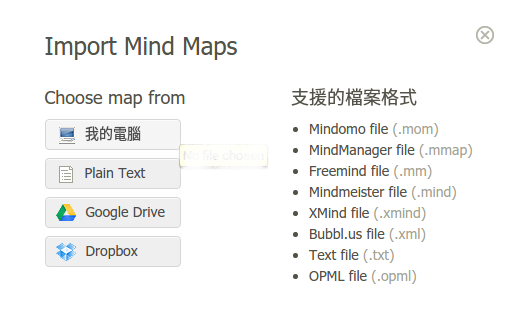 Import Mind Maps
Choose map from
我的電腦
No file chosen
Plain Text
Google Drive
Dropbox
支援的檔案格式
Mindomo file (.mom)
MindManager file (.mmap)
Freemind file (.mm)
Mindmeister file (.mind)
XMind file (.xmind)
Bubbl.us file (.xml)
Text file (.txt)
OPML file (.opml)